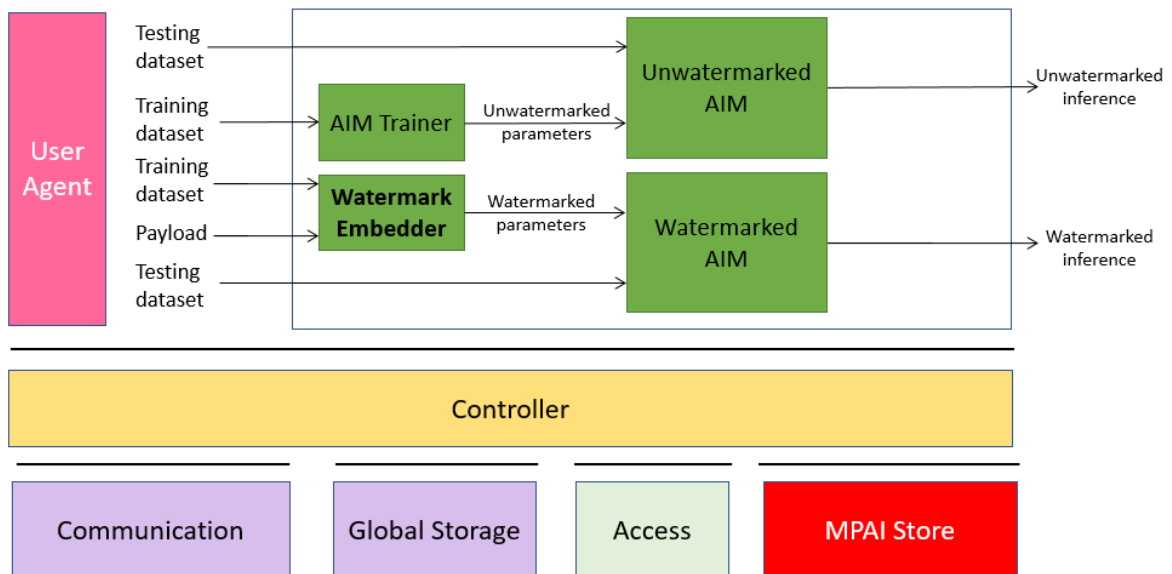 User
Agent
Testing
dataset
Training
dataset
Training
dataset
Payload
Testing
dataset
AIM Trainer
Watermark
Embedder
Unwatermarked
parameters
Watermarked
parameters
Unwatermarked
AIM
Watermarked
AIM
Unwatermarked
inference
Watermarked
inference
Controller
Communication
Global Storage
Access
MPAI Store